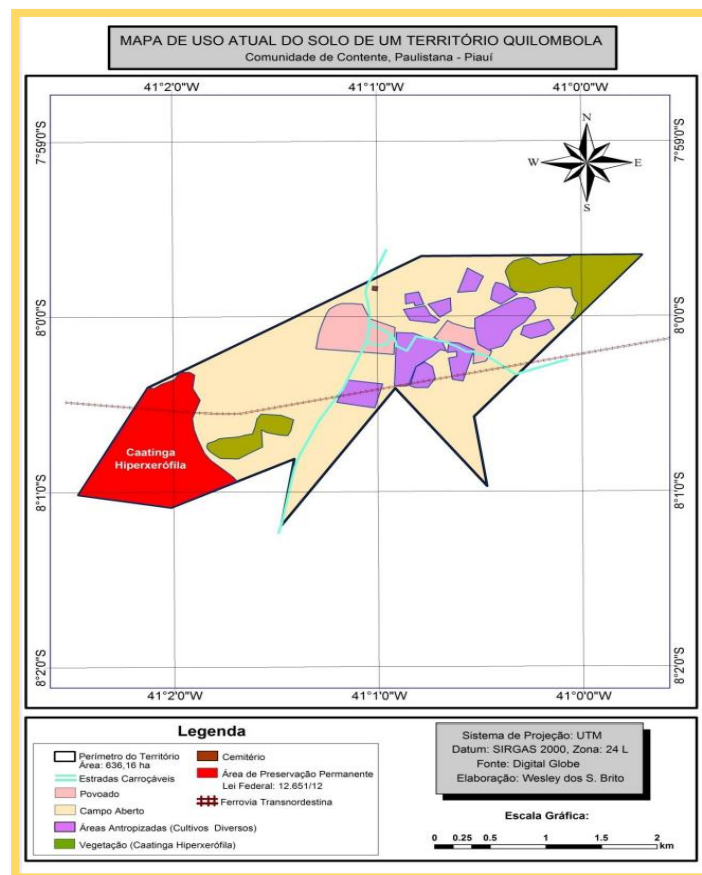 MAPA DE USO ATUAL DO SOLO DE UM TERRITÓRIO QUILOMBOLA
Comunidade de Contente, Paulistana - Piauí
41°2'0"W
41°1'0"W
41°0'0"W
7°59'0"S
7°59'0"S
N
W
E
S
8°0'0"S
8°0'0"S
Caatinga
Hiperxerófila
8°1'0"S
8°1'0"S
8°2'0"S
8°2'0"S
41°2'0"W
41°1'0"W
41°0'0"W
Legenda
Perímetro do Território
Área: 636,16 ha
Estradas Carroçáveis
Povoado
Campo Aberto
Áreas Antropizadas (Cultivos Diversos)
Vegetação (Caatinga Hiperxerófila)
Cemitério
Área de Preservação Permanente
Lei Federal: 12.651/12
Ferrovia Transnordestina
Sistema de Projeção: UTM
Datum: SIRGAS 2000, Zona: 24 L
Fonte: Digital Globe
Elaboração: Wesley dos S. Brito
Escala Gráfica:
0 0.25 0.5 1 1.5 2
km